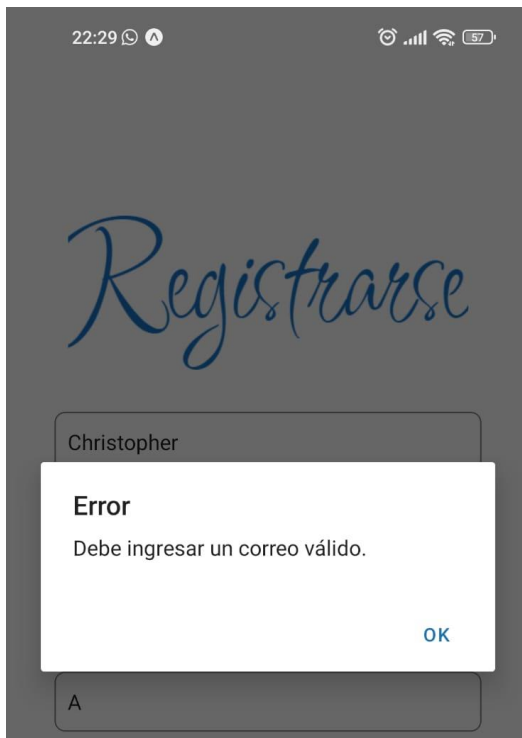 22:29
57
Registrarse
Christopher
Error
Debe ingresar un correo válido.
OK
A